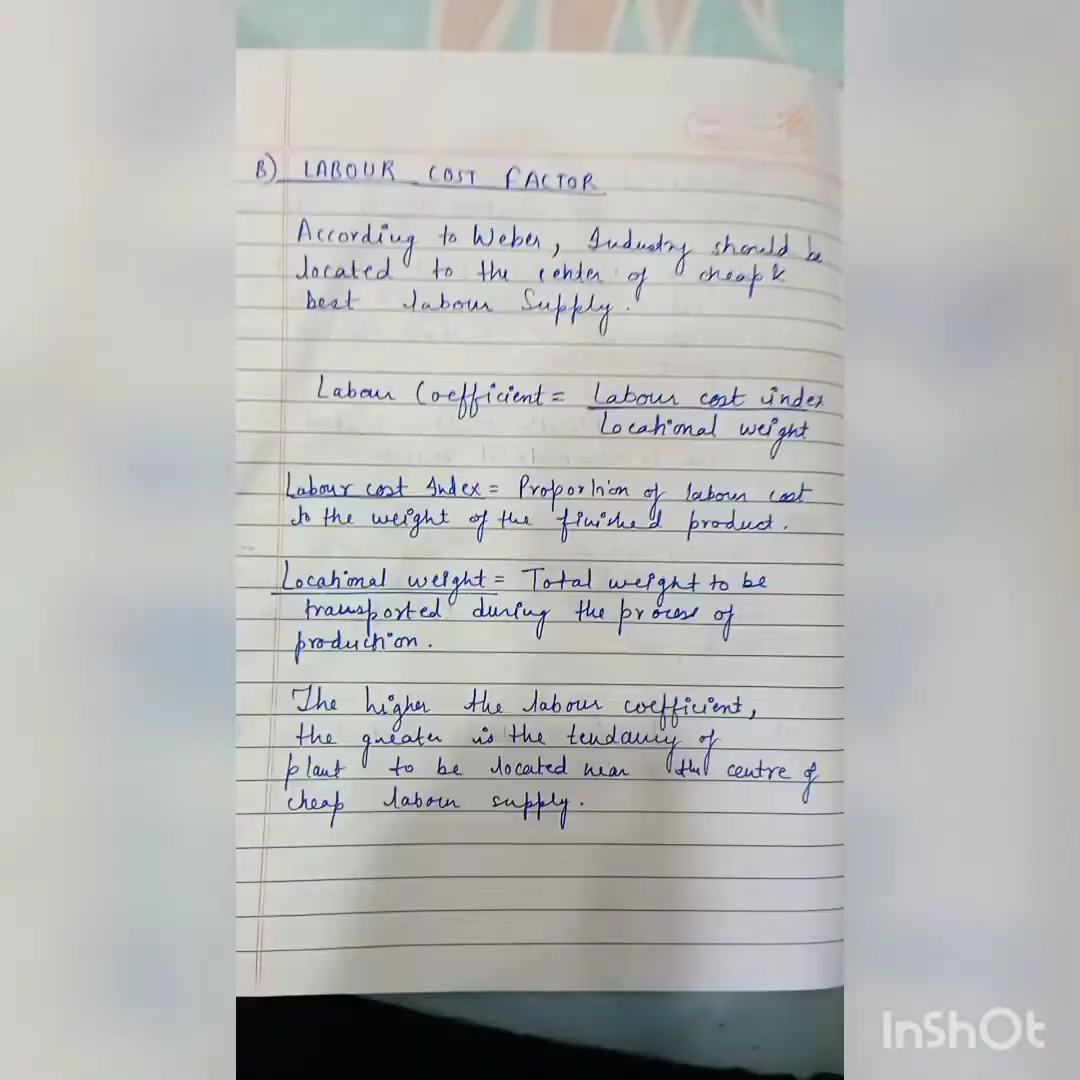 B) LABOUR COST FACTOR
According to Weber, Industry should be
located to the center of cheap &
best labour Supply.
Labour Coefficient = Labour cost index
Locational weight
Labour cost Index = Proportion of labour cost
to the weight of the finished product.
Locational weight = Total weight to be
transported during the process of
production.
The higher the labour coefficient,
the greater is the tendancy of
plant to be located near the centre of
cheap labour supply.
InShOt